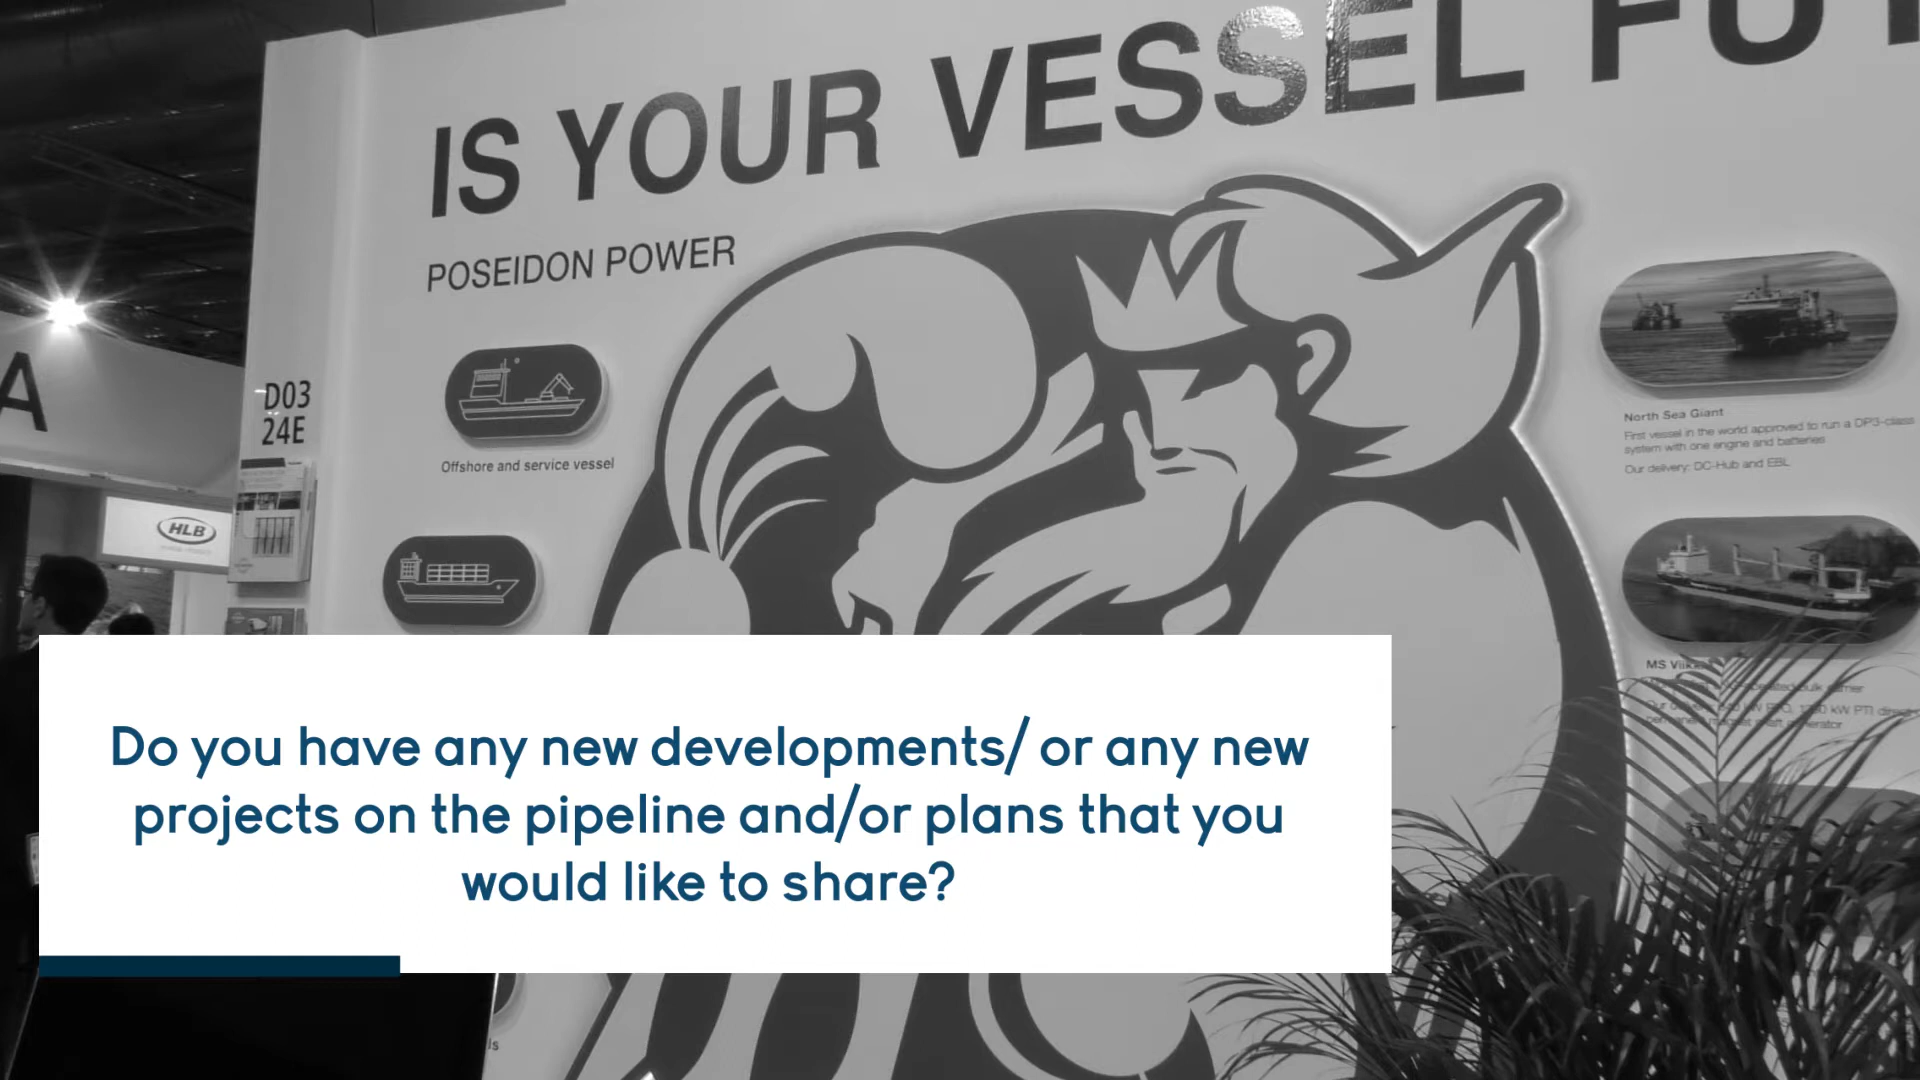 IS YOUR VESSEL FUT
POSEIDON POWER
A
D03
24E
Offshore and service vessel
HLB
North Sea Giant
First vessel in the world approved to run a DP3-class
system with one engine and batteries
Our delivery: DC-Hub and EBL
MS Viikki
Do you have any new developments/ or any new
projects on the pipeline and/or plans that you
would like to share?